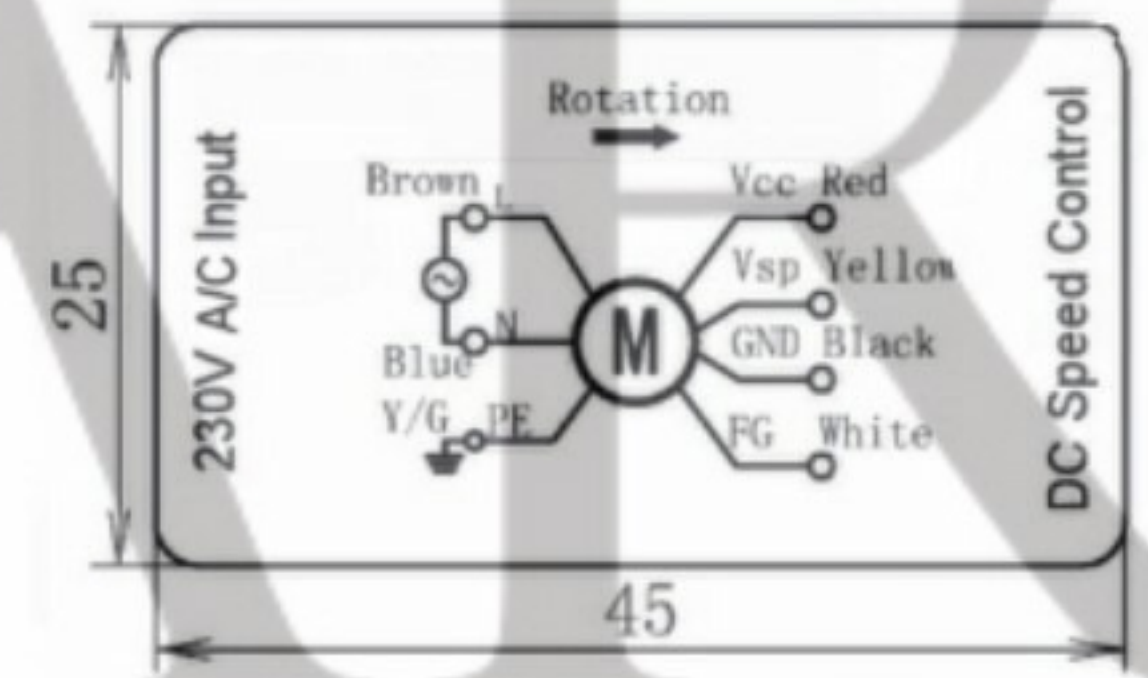 Rotation
Brown L
Vcc Red
Vsp Yellow
N
Blue
GND Black
Y/G PE
FG White
M
230V A/C Input
DC Speed Control
25
45